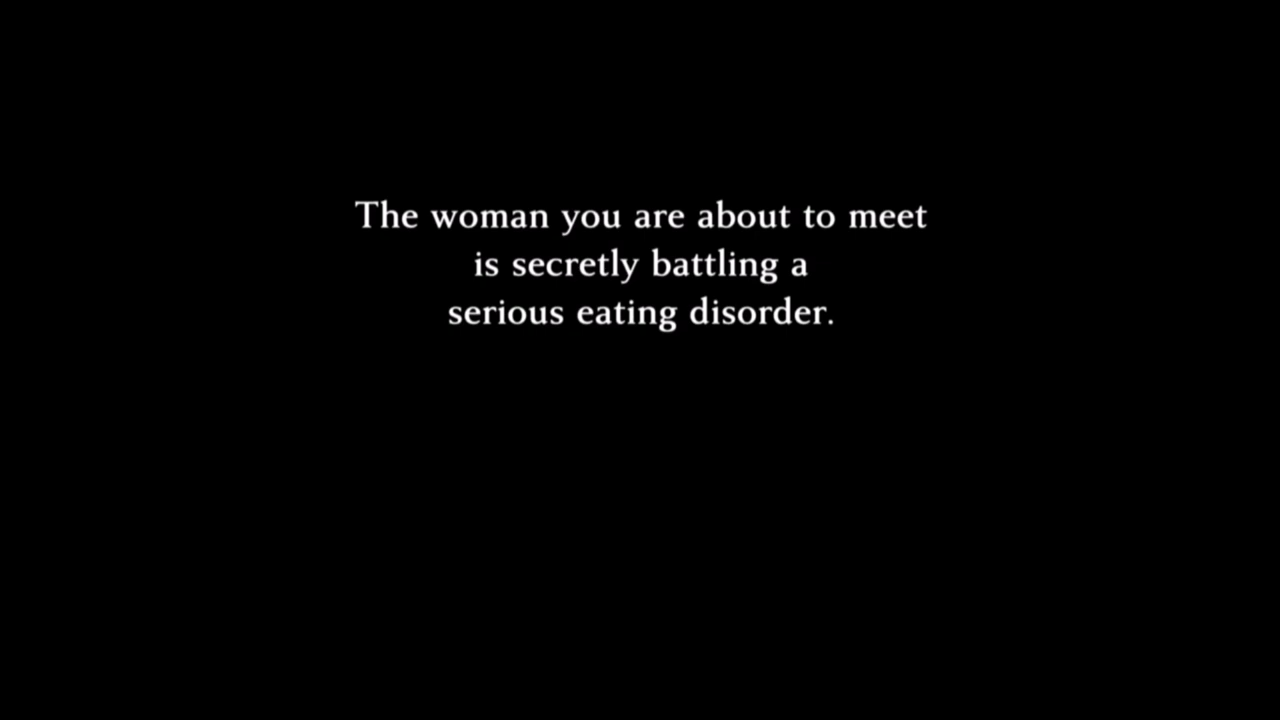 The woman you are about to meet
is secretly battling a
serious eating disorder.